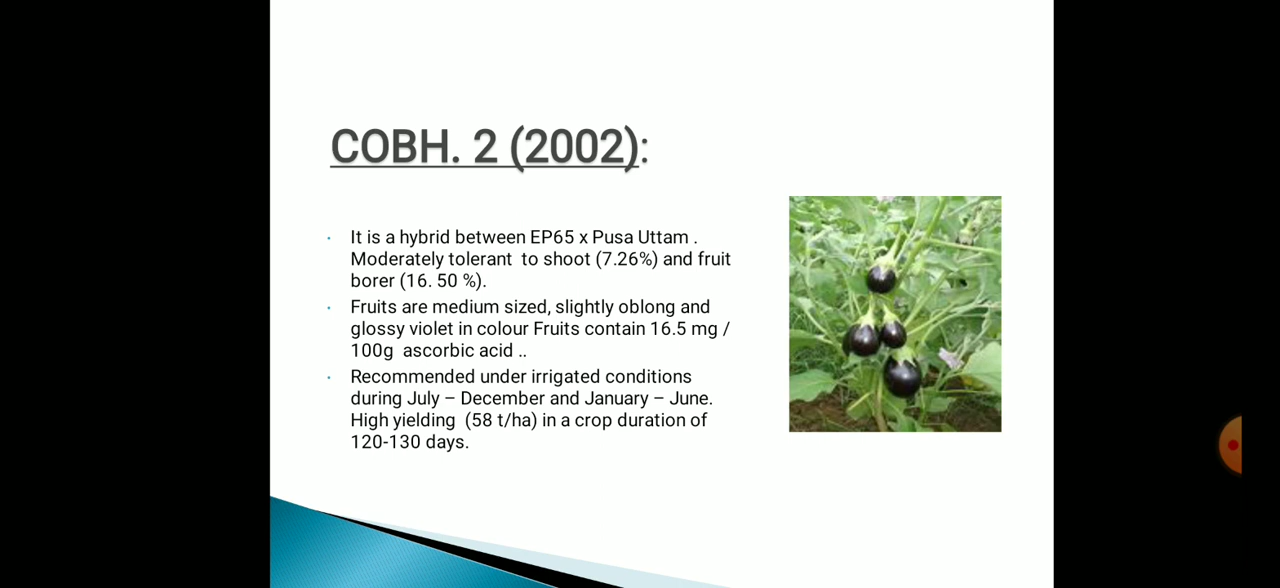 COBH. 2 (2002):
· It is a hybrid between EP65 x Pusa Uttam .
Moderately tolerant  to shoot (7.26%) and fruit
borer (16. 50 %).
· Fruits are medium sized, slightly oblong and
glossy violet in colour Fruits contain 16.5 mg /
100g  ascorbic acid ..
· Recommended under irrigated conditions
during July – December and January – June.
High yielding  (58 t/ha) in a crop duration of
120-130 days.